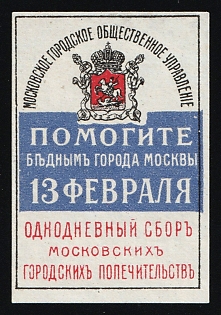 МОСКОВСКОЕ ГОРОДСКОЕ ОБЩЕСТВЕННОЕ УПРАВЛЕНІЕ
ПОМОГИТЕ
БѢДНЫМЪ ГОРОДА МОСКВЫ
13 ФЕВРАЛЯ
ОДНОДНЕВНЫЙ СБОРЪ
МОСКОВСКИХЪ
ГОРОДСКИХЪ ПОПЕЧИТЕЛЬСТВЪ